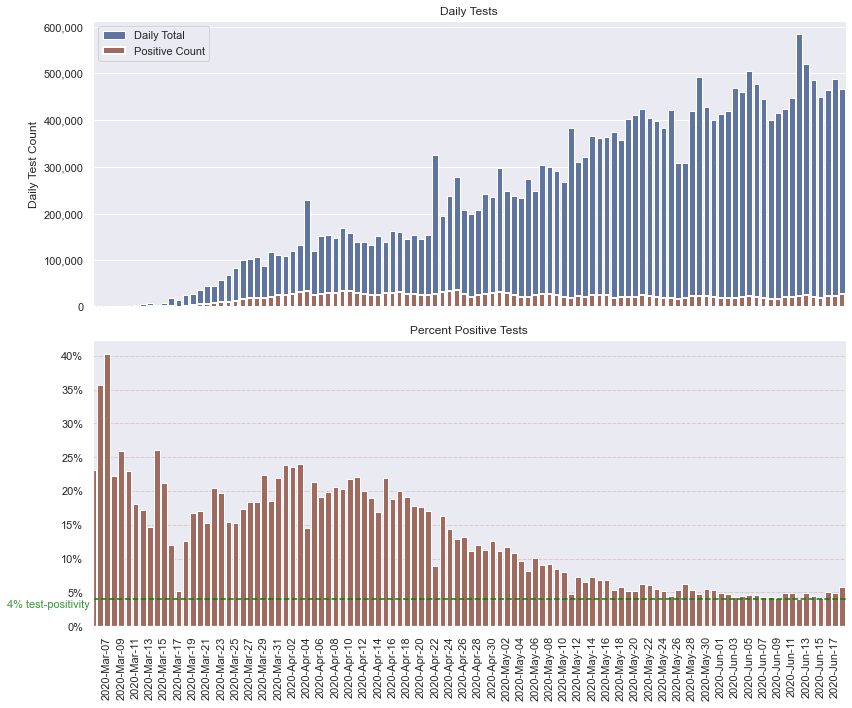 Daily Tests
Daily Total
Positive Count
600,000
500,000
400,000
300,000
200,000
100,000
0
Daily Test Count
Percent Positive Tests
40%
35%
30%
25%
20%
15%
10%
5%
4% test-positivity
0%
2020-Mar-07
2020-Mar-09
2020-Mar-11
2020-Mar-13
2020-Mar-15
2020-Mar-17
2020-Mar-19
2020-Mar-21
2020-Mar-23
2020-Mar-25
2020-Mar-27
2020-Mar-29
2020-Mar-31
2020-Apr-02
2020-Apr-04
2020-Apr-06
2020-Apr-08
2020-Apr-10
2020-Apr-12
2020-Apr-14
2020-Apr-16
2020-Apr-18
2020-Apr-20
2020-Apr-22
2020-Apr-24
2020-Apr-26
2020-Apr-28
2020-Apr-30
2020-May-02
2020-May-04
2020-May-06
2020-May-08
2020-May-10
2020-May-12
2020-May-14
2020-May-16
2020-May-18
2020-May-20
2020-May-22
2020-May-24
2020-May-26
2020-May-28
2020-May-30
2020-Jun-01
2020-Jun-03
2020-Jun-05
2020-Jun-07
2020-Jun-09
2020-Jun-11
2020-Jun-13
2020-Jun-15
2020-Jun-17